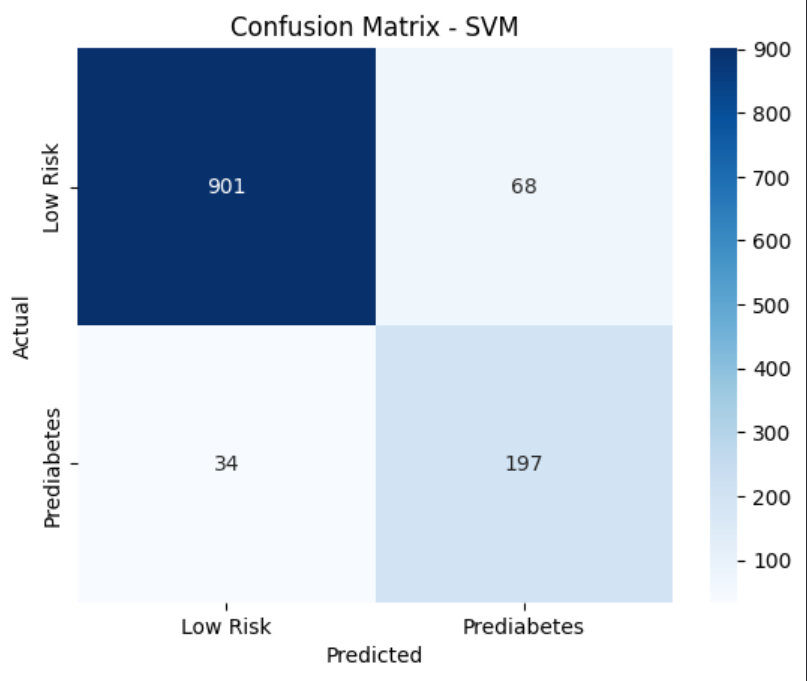 Confusion Matrix - SVM
Actual
Low Risk
Prediabetes
901
68
34
197
Low Risk
Prediabetes
Predicted
900
800
700
600
500
400
300
200
100